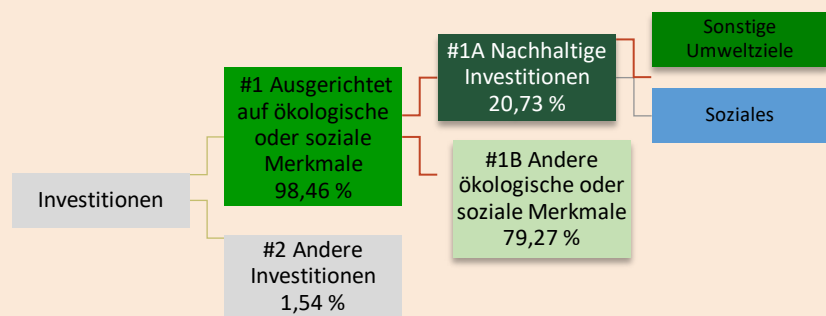 Investitionen
#1 Ausgerichtet
auf ökologische
oder soziale
Merkmale
98,46 %
#2 Andere
Investitionen
1,54 %
#1A Nachhaltige
Investitionen
20,73 %
#1B Andere
ökologische oder
soziale Merkmale
79,27 %
Sonstige
Umweltziele
Soziales